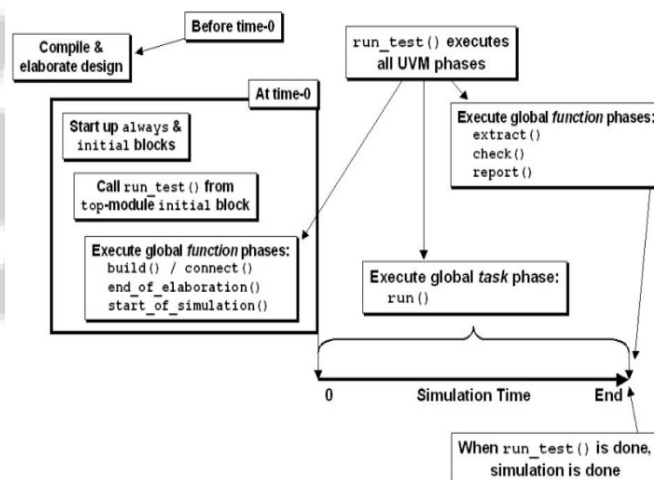 Before time-0
Compile &
elaborate design
run_test() executes
all UVM phases
At time-0
Start up always &
initial blocks
Call run_test() from
top-module initial block
Execute global function phases:
build() / connect()
end_of_elaboration()
start_of_simulation()
Execute global function phases:
extract()
check()
report()
Execute global task phase:
run()
0 Simulation Time End
When run_test() is done,
simulation is done